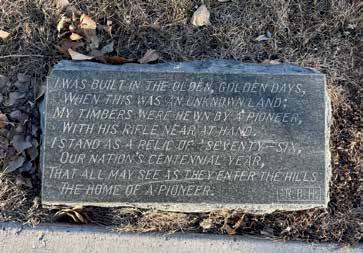 I WAS BUILT IN THE OLDEN, GOLDEN DAYS,
WHEN THIS WAS AN UNKNOWN LAND;
MY TIMBERS WERE HEWN BY A PIONEER,
WITH HIS RIFLE NEAR AT HAND.
I STAND AS A RELIC OF 'SEVENTY-SIX,
OUR NATION'S CENTENNIAL YEAR,
THAT ALL MAY SEE AS THEY ENTER THE HILLS
THE HOME OF A PIONEER.
R.B.H.